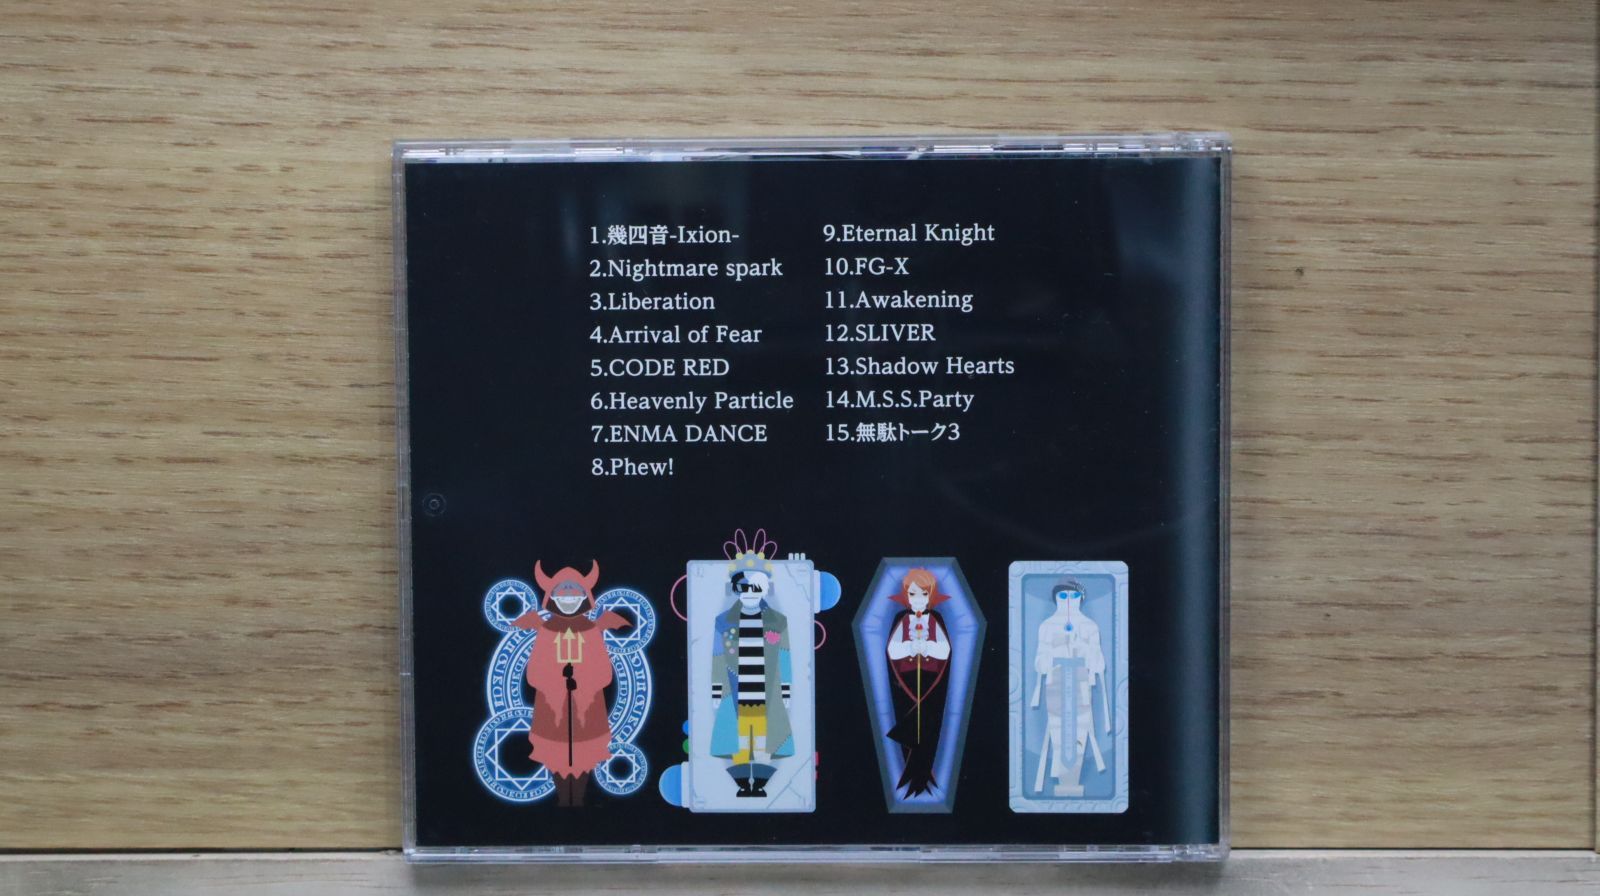 1.幾四音-Ixion-
2.Nightmare spark
3.Liberation
4.Arrival of Fear
5.CODE RED
6.Heavenly Particle
7.ENMA DANCE
8.Phew!
9.Eternal Knight
10.FG-X
11.Awakening
12.SLIVER
13.Shadow Hearts
14.M.S.S.Party
15.無駄トーク3